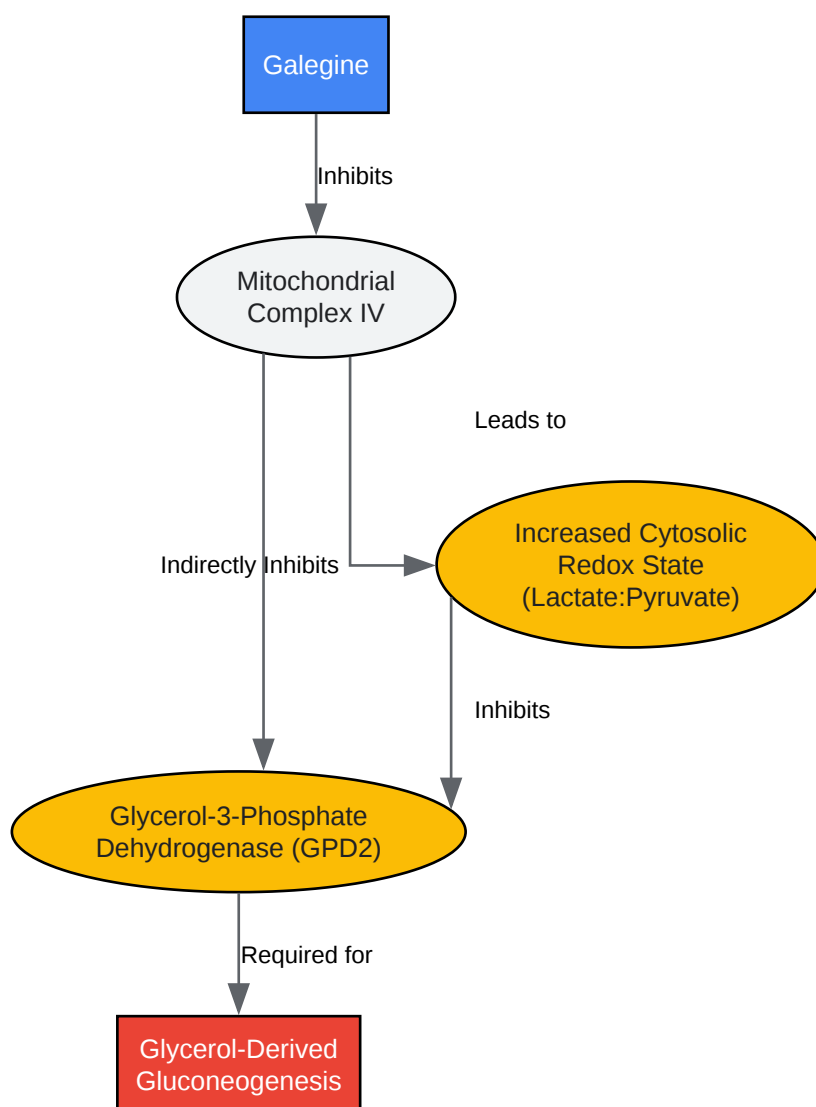 Galegine
Inhibits
Mitochondrial
Complex IV
Leads to
Increased Cytosolic
Redox State
(Lactate:Pyruvate)
Indirectly Inhibits
Inhibits
Glycerol-3-Phosphate
Dehydrogenase (GPD2)
Required for
Glycerol-Derived
Gluconeogenesis